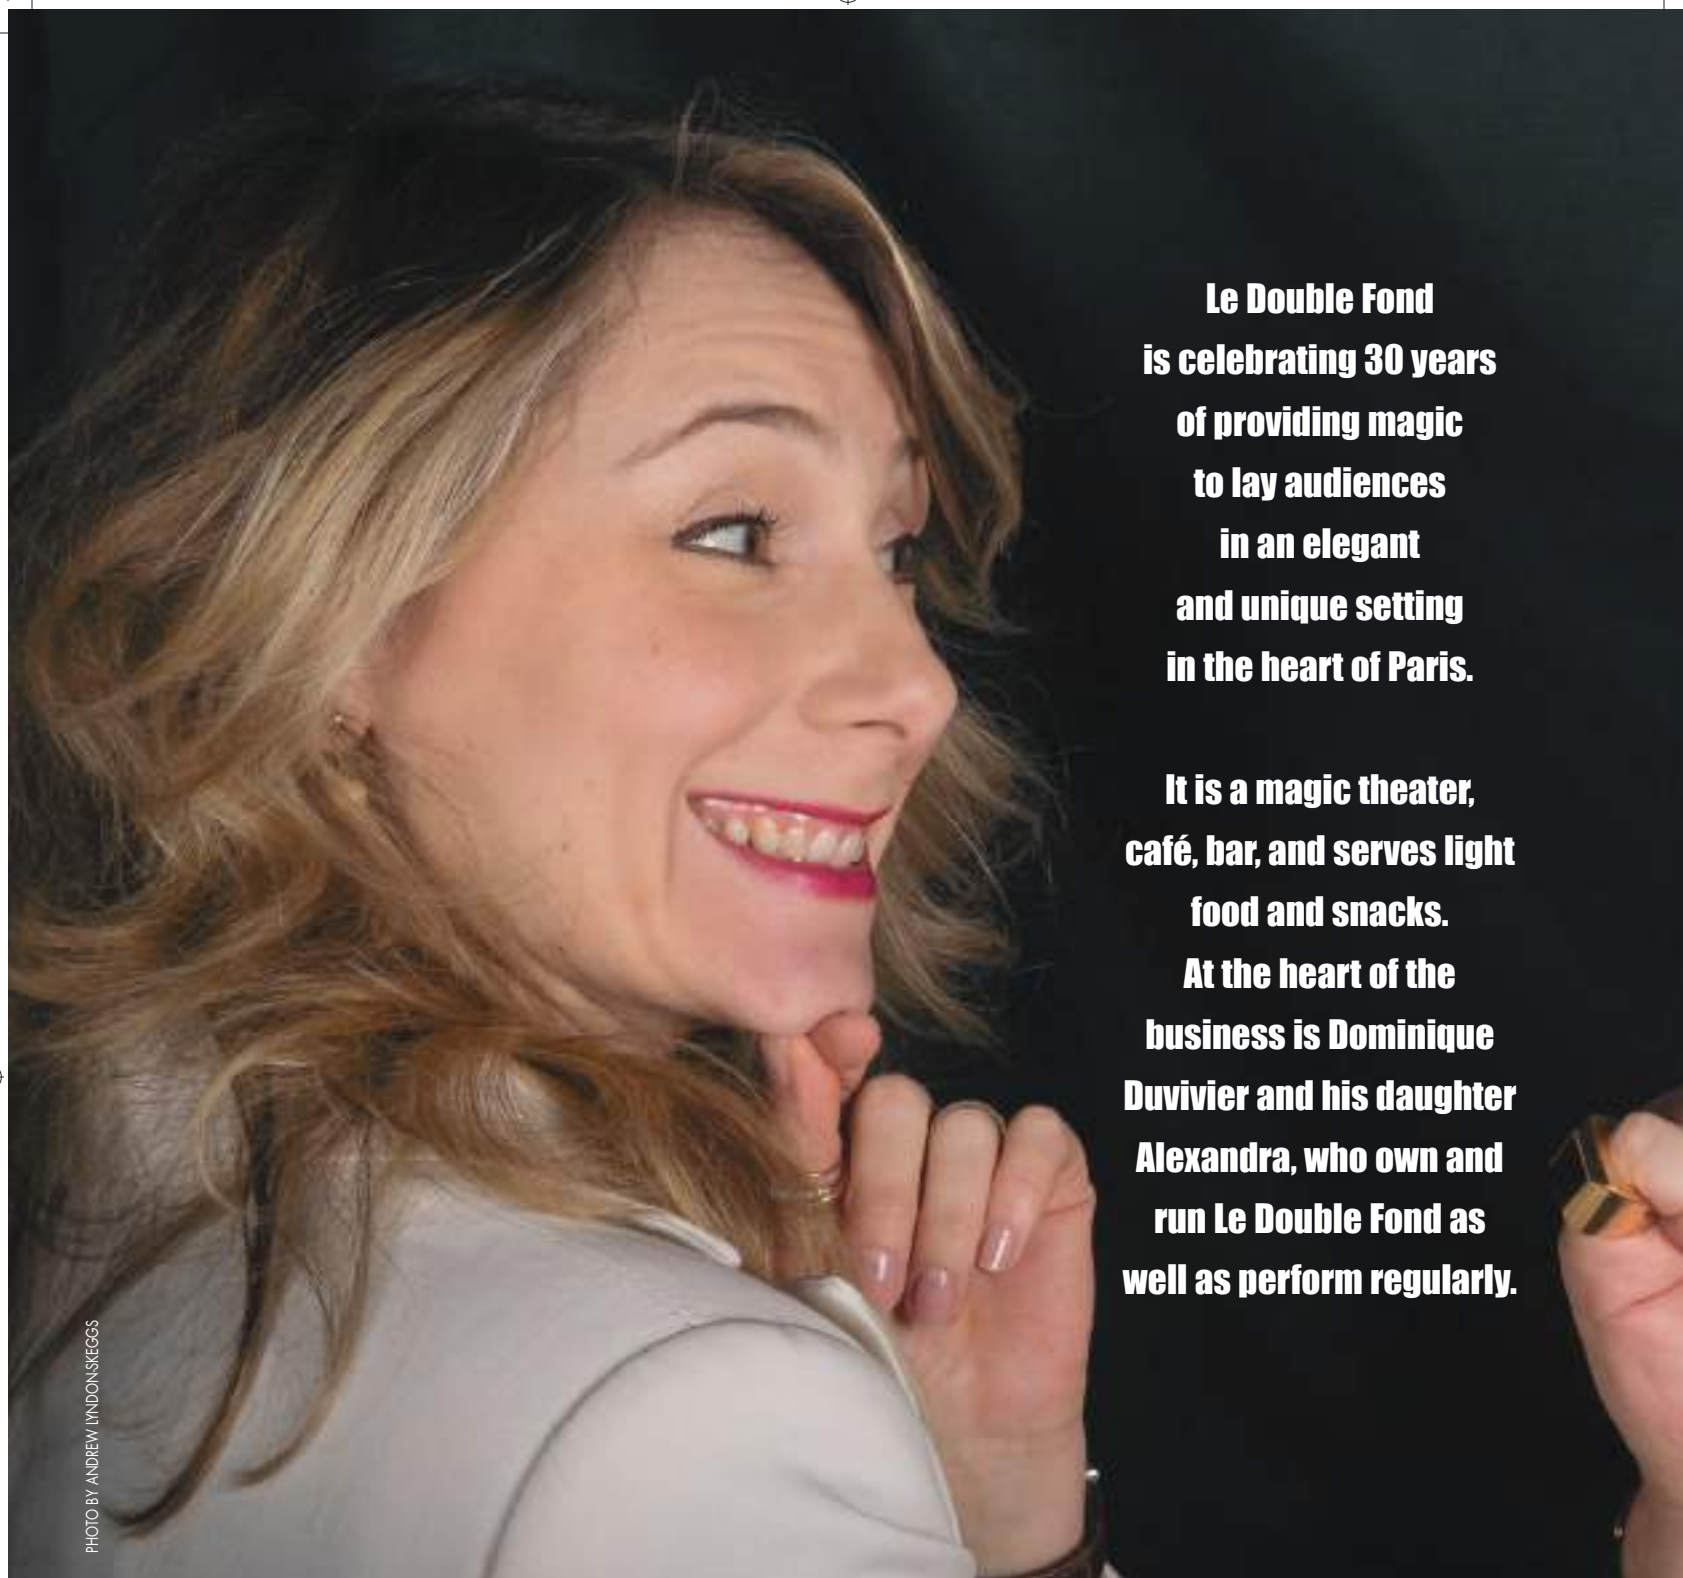 Le Double Fond
is celebrating 30 years
of providing magic
to lay audiences
in an elegant
and unique setting
in the heart of Paris.
It is a magic theater,
café, bar, and serves light
food and snacks.
At the heart of the
business is Dominique
Duvivier and his daughter
Alexandra, who own and
run Le Double Fond as
well as perform regularly.
PHOTO BY ANDREW LYNDON-SKEGGS